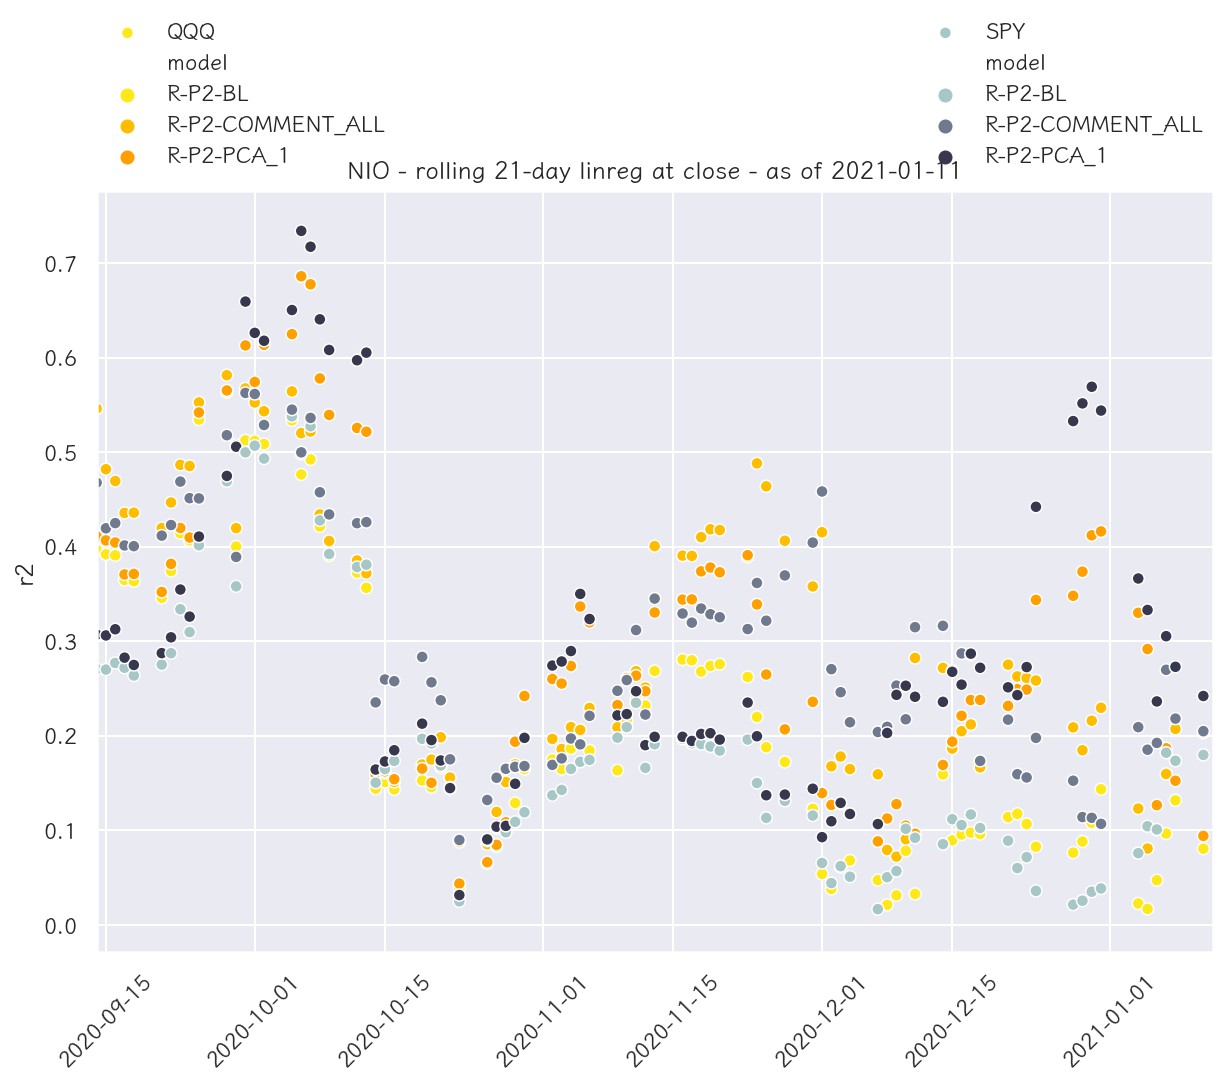 QQQ
model
R-P2-BL
R-P2-COMMENT_ALL
R-P2-PCA_1
SPY
model
R-P2-BL
R-P2-COMMENT_ALL
R-P2-PCA_1
NIO - rolling 21-day linreg at close - as of 2021-01-11
r2
0.7
0.6
0.5
0.4
0.3
0.2
0.1
0.0
2020-09-15
2020-10-01
2020-10-15
2020-11-01
2020-11-15
2020-12-01
2020-12-15
2021-01-01